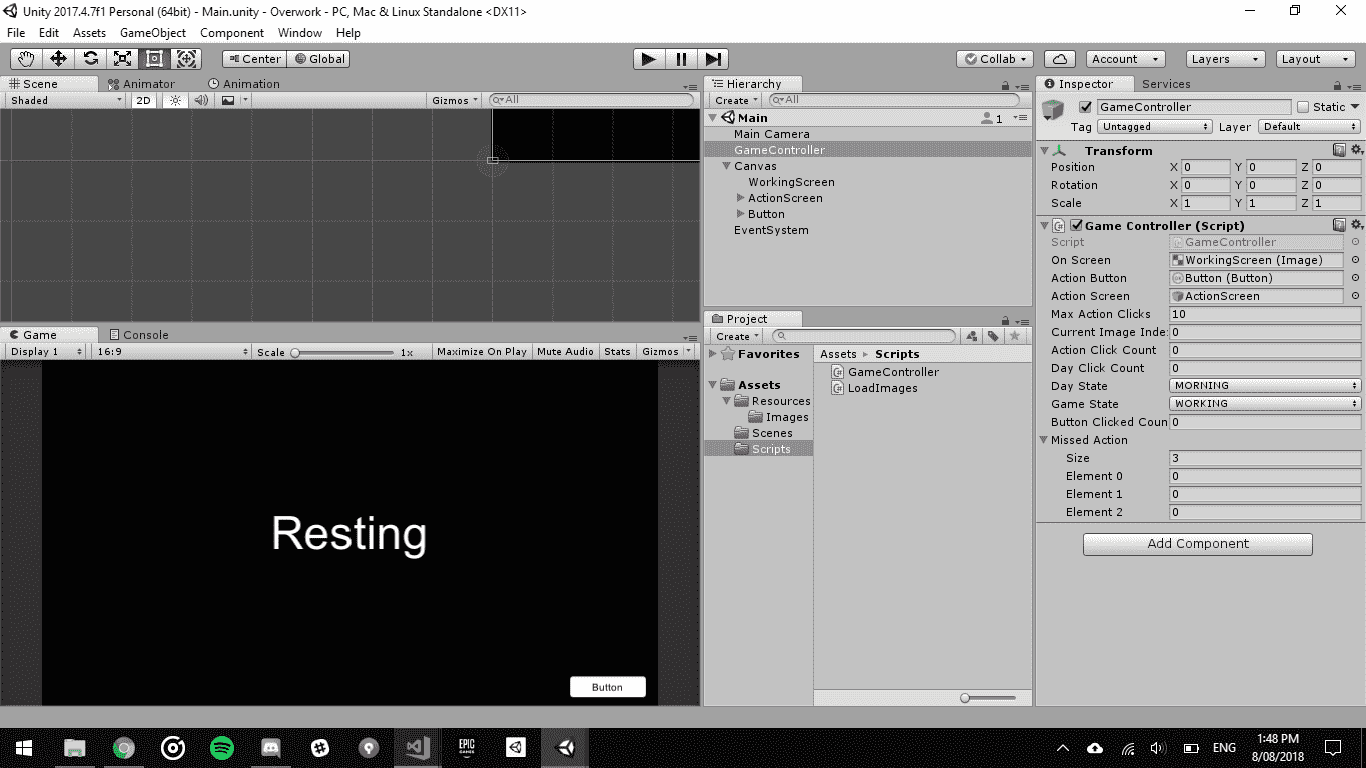 Unity 2017.4.7f1 Personal (64bit) - Main.unity - Overwork - PC, Mac & Linux Standalone <DX11>
File Edit Assets GameObject Component Window Help
Center Global Collab Account Layers Layout
Scene Animator Animation
Shaded 2D Gizmos All
Hierarchy
Create All
Main 1
Main Camera
GameController
Canvas
WorkingScreen
ActionScreen
Button
EventSystem
Game Console
Display 1 16:9 Scale 1x Maximize On Play Mute Audio Stats Gizmos
Resting
Button
Project
Create
Favorites
Assets
Resources
Images
Scenes
Scripts
Assets Scripts
GameController
LoadImages
Inspector Services
GameController Static
Tag Untagged Layer Default
Transform
Position X 0 Y 0 Z 0
Rotation X 0 Y 0 Z 0
Scale X 1 Y 1 Z 1
Game Controller (Script)
Script GameController
On Screen WorkingScreen (Image)
Action Button Button (Button)
Action Screen ActionScreen
Max Action Clicks 10
Current Image Inde 0
Action Click Count 0
Day Click Count 0
Day State MORNING
Game State WORKING
Button Clicked Coun 0
Missed Action
Size 3
Element 0 0
Element 1 0
Element 2 0
Add Component
EPIC GAMES
ENG
1:48 PM
8/08/2018